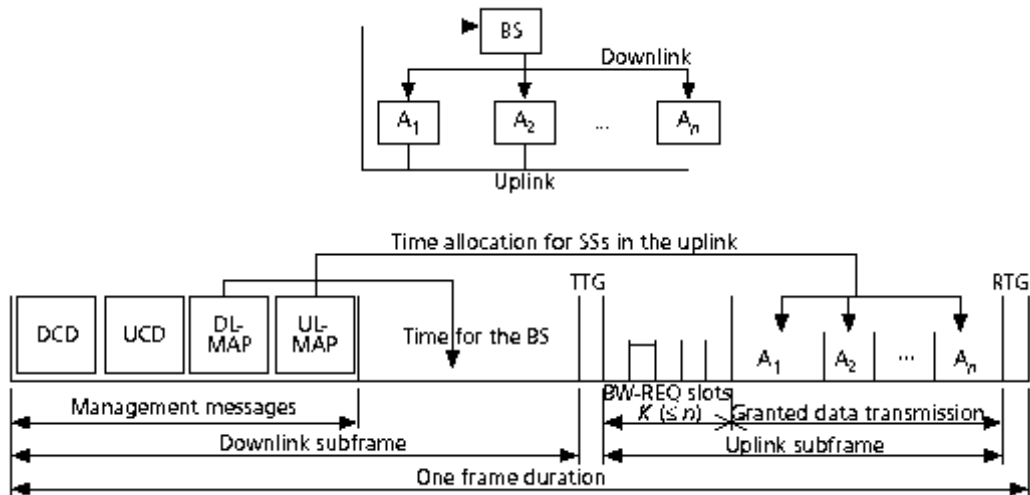 BS
Downlink
A1 A2 ... An
Uplink
Time allocation for SSs in the uplink
TTG RTG
DCD UCD DL-MAP UL-MAP Time for the BS A1 A2 ... An
BW-REQ slots
Management messages K (≤ n) Granted data transmission
Downlink subframe Uplink subframe
One frame duration